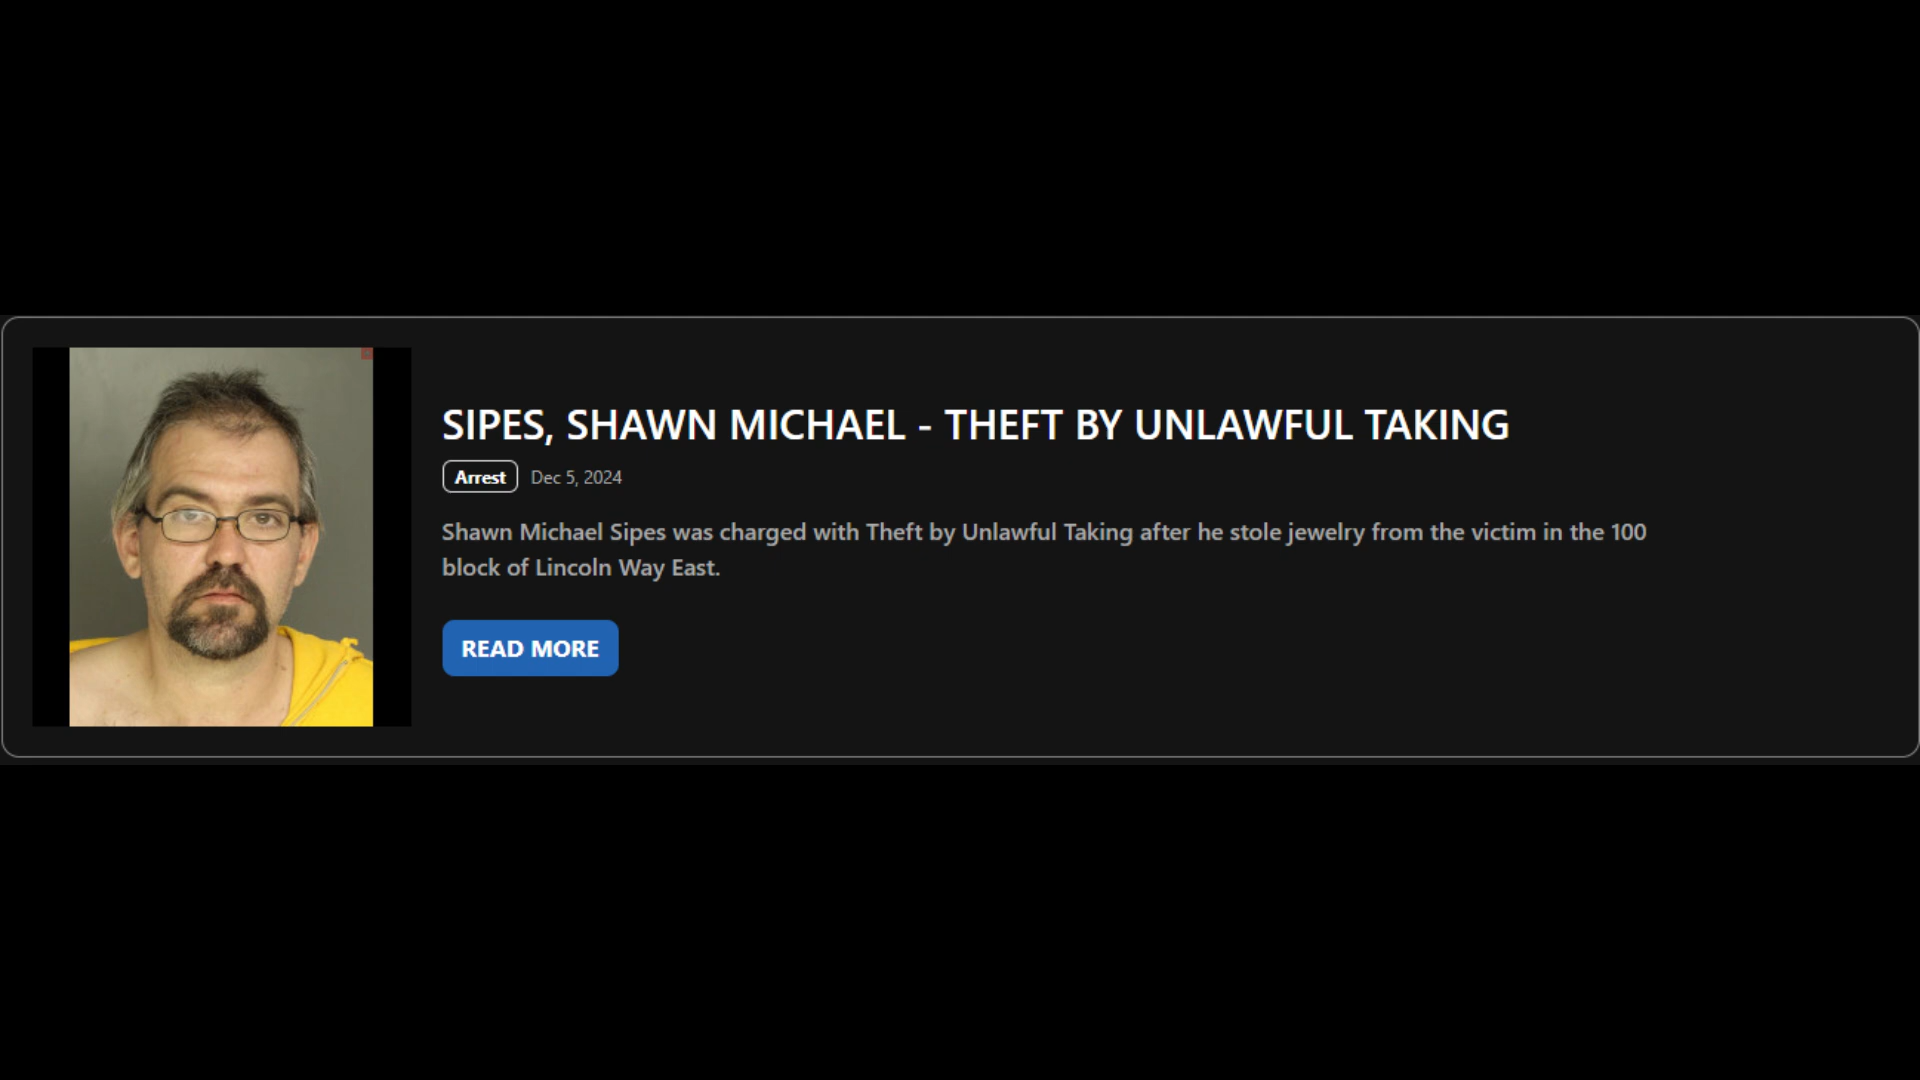 SIPES, SHAWN MICHAEL - THEFT BY UNLAWFUL TAKING
Arrest Dec 5, 2024
Shawn Michael Sipes was charged with Theft by Unlawful Taking after he stole jewelry from the victim in the 100
block of Lincoln Way East.
READ MORE